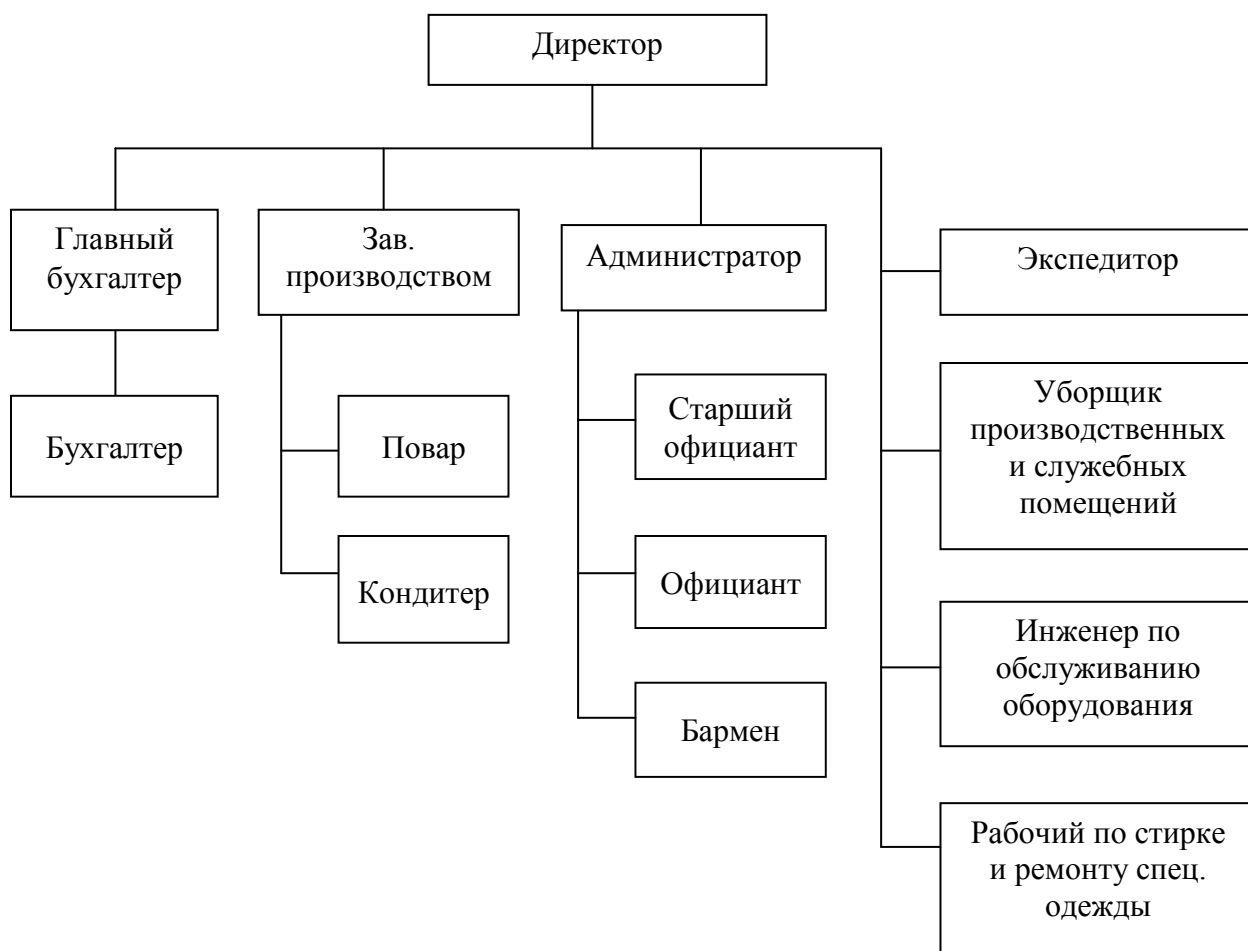 Директор
Главный
бухгалтер
Зав.
производством
Администратор
Экспедитор
Бухгалтер
Повар
Кондитер
Старший
официант
Официант
Бармен
Уборщик
производственных
и служебных
помещений
Инженер по
обслуживанию
оборудования
Рабочий по стирке
и ремонту спец.
одежды